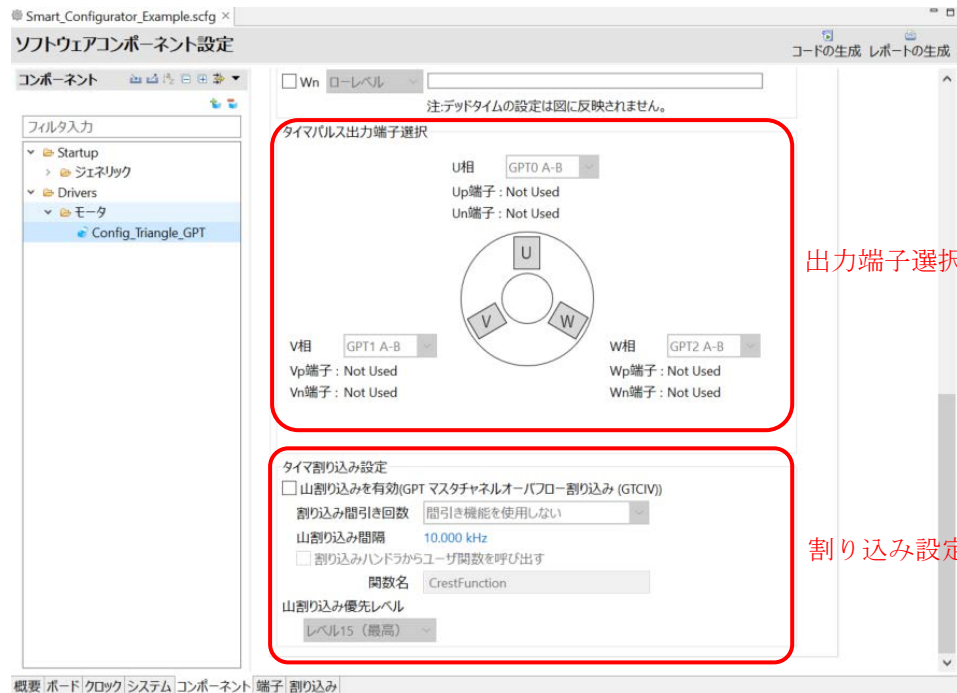 Smart_Configurator_Example.scfg ×
ソフトウェアコンポーネント設定
コードの生成 レポートの生成
コンポーネント
フィルタ入力
Startup
ジェネリック
Drivers
モータ
Config_Triangle_GPT
Wn ローレベル
注:デッドタイムの設定は図に反映されません。
タイマパルス出力端子選択
U相 GPT0 A-B
Up端子 : Not Used
Un端子 : Not Used
U
V
W
V相 GPT1 A-B
Vp端子 : Not Used
Vn端子 : Not Used
W相 GPT2 A-B
Wp端子 : Not Used
Wn端子 : Not Used
出力端子選択
タイマ割り込み設定
山割り込みを有効(GPT マスタチャネルオーバフロー割り込み (GTCIV))
割り込み間引き回数 間引き機能を使用しない
山割り込み間隔 10.000 kHz
割り込みハンドラからユーザ関数を呼び出す
関数名 CrestFunction
山割り込み優先レベル
レベル15（最高）
割り込み設定
概要 ボード クロック システム コンポーネント 端子 割り込み